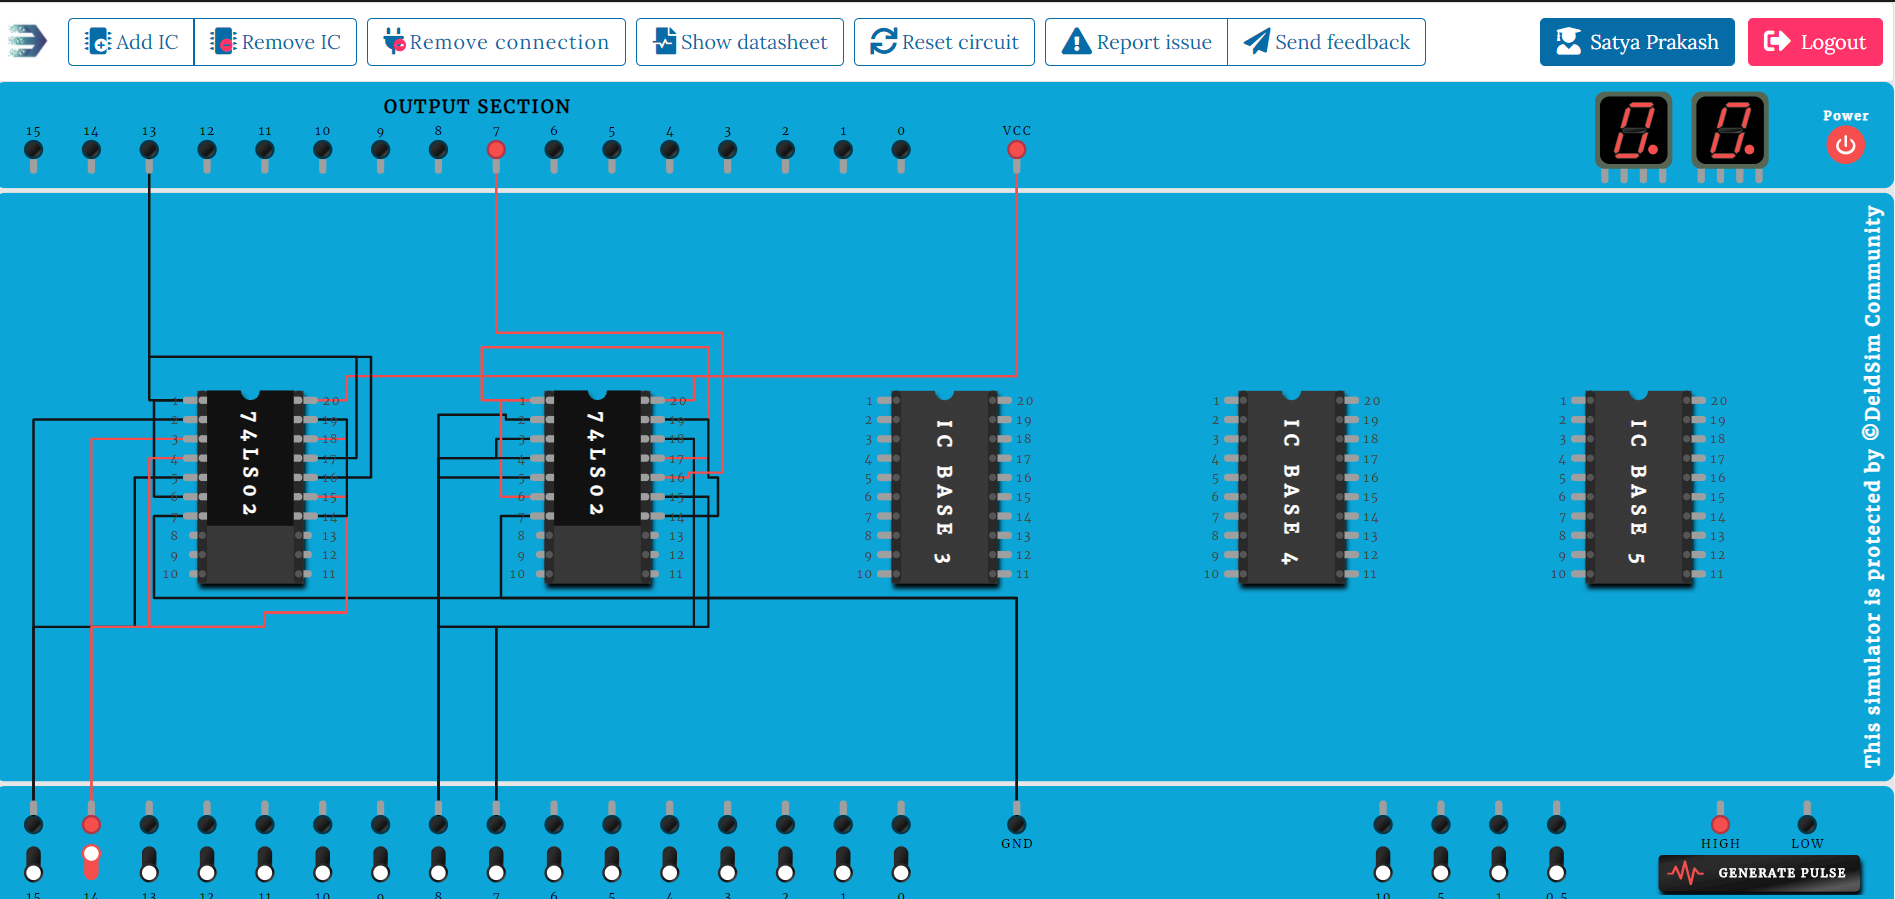 Add IC Remove IC Remove connection Show datasheet Reset circuit Report issue Send feedback Satya Prakash Logout
OUTPUT SECTION
Power
15 14 13 12 11 10 9 8 7 6 5 4 3 2 1 0 VCC
This simulator is protected by ©DeldSim Community
1 20 1 20 1 20 1 20 1 20
2 19 2 19 2 19 2 19 2 19
3 18 3 18 3 18 3 18 3 18
4 17 4 17 4 17 4 17 4 17
5 16 5 16 5 16 5 16 5 16
6 15 6 15 6 15 6 15 6 15
7 14 7 14 7 14 7 14 7 14
8 13 8 13 8 13 8 13 8 13
9 12 9 12 9 12 9 12 9 12
10 11 10 11 10 11 10 11 10 11
74LS02
74LS02
IC BASE 3
IC BASE 4
IC BASE 5
GND HIGH LOW
GENERATE PULSE
15 14 13 12 11 10 9 8 7 6 5 4 3 2 1 0 10 5 1 0.5